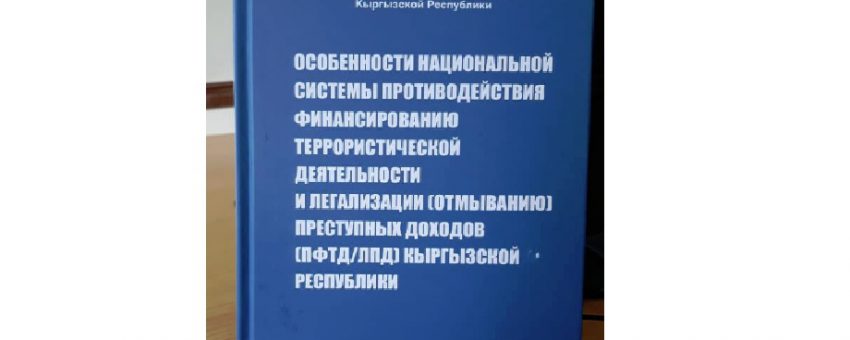 Кыргызской Республики
ОСОБЕННОСТИ НАЦИОНАЛЬНОЙ
СИСТЕМЫ ПРОТИВОДЕЙСТВИЯ
ФИНАНСИРОВАНИЮ
ТЕРРОРИСТИЧЕСКОЙ
ДЕЯТЕЛЬНОСТИ
И ЛЕГАЛИЗАЦИИ (ОТМЫВАНИЮ)
ПРЕСТУПНЫХ ДОХОДОВ
(ПФТД/ЛПД) КЫРГЫЗСКОЙ
РЕСПУБЛИКИ